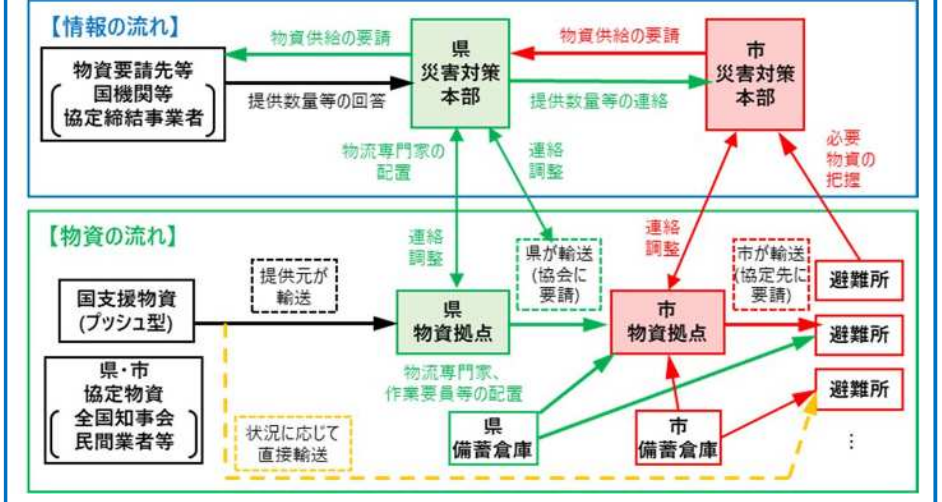 【情報の流れ】
物資要請先等
国機関等
協定締結事業者
物資供給の要請
提供数量等の回答
県
災害対策
本部
物資供給の要請
提供数量等の連絡
市
災害対策
本部
物流専門家の
配置
連絡
調整
必要
物資の
把握
【物資の流れ】
連絡
調整
県が輸送
(協会に
要請)
連絡
調整
市が輸送
(協定先に
要請)
避難所
提供元が
輸送
国支援物資
(プッシュ型)
県
物資拠点
市
物資拠点
避難所
県・市
協定物資
全国知事会
民間業者等
物流専門家、
作業要員等の配置
避難所
状況に応じて
直接輸送
県
備蓄倉庫
市
備蓄倉庫
…